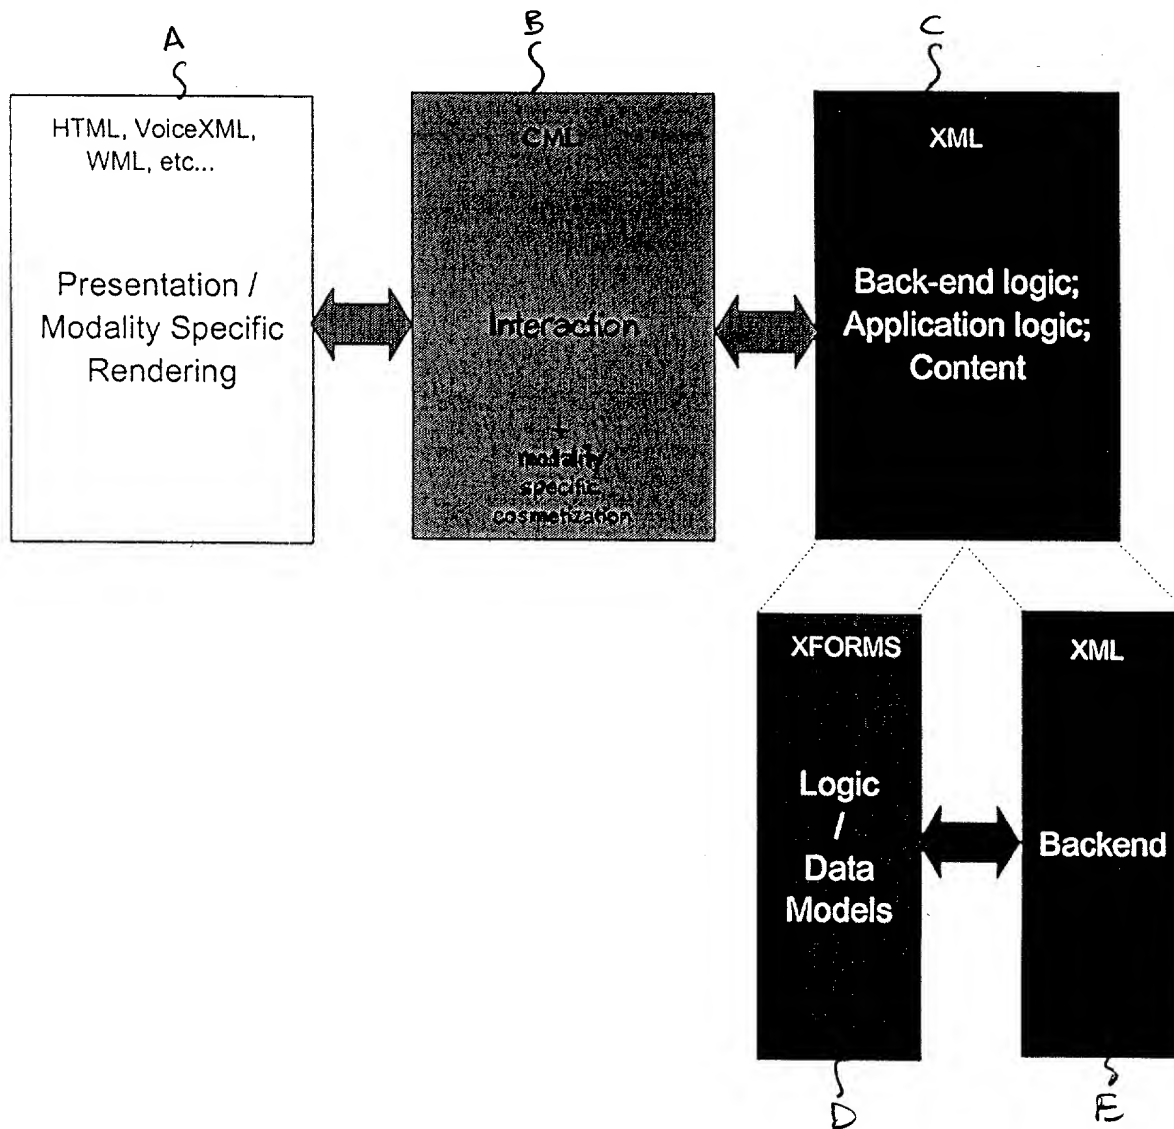 A
B
C
HTML, VoiceXML,
WML, etc...
Presentation /
Modality Specific
Rendering
CML
Interaction
+
modality
specific
cosmetization
XML
Back-end logic;
Application logic;
Content
XFORMS
Logic
/
Data
Models
XML
Backend
D
E